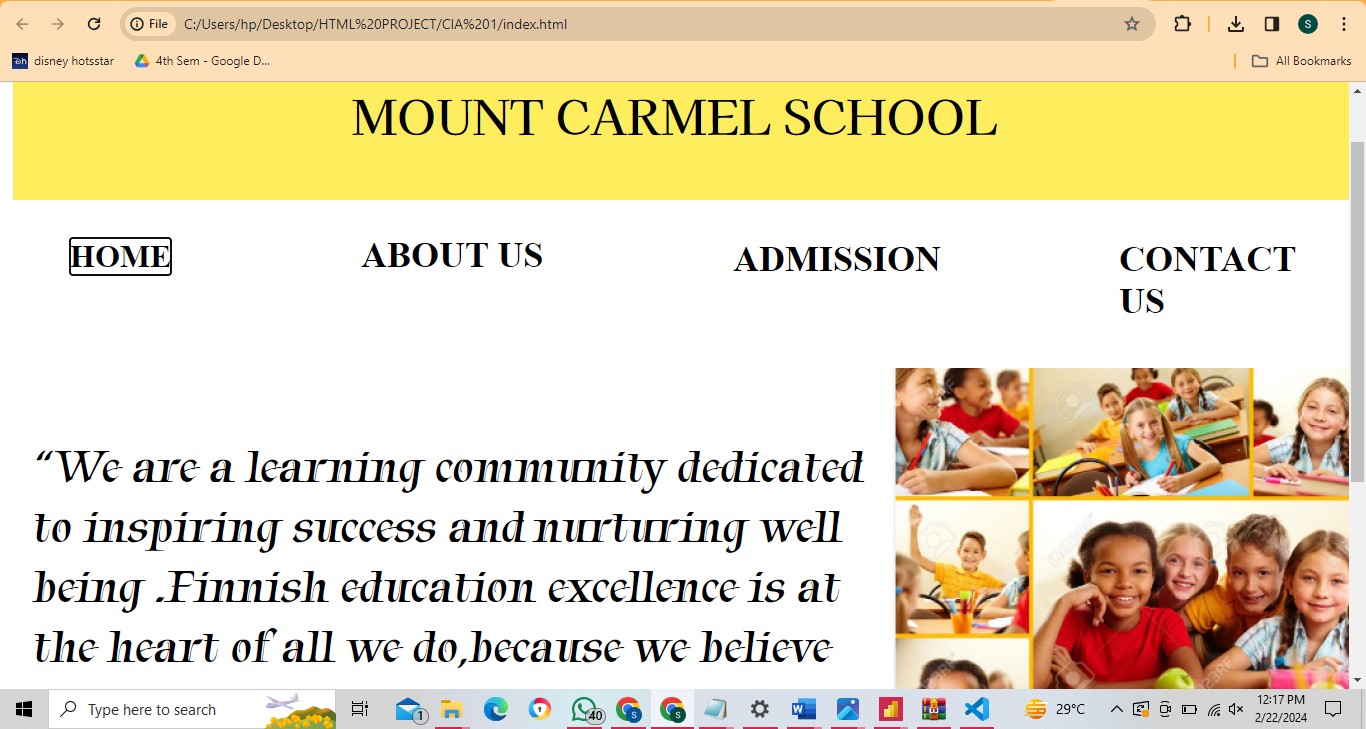 File C:/Users/hp/Desktop/HTML%20PROJECT/CIA%201/index.html S
disney hotsstar 4th Sem - Google D... All Bookmarks
MOUNT CARMEL SCHOOL
HOME ABOUT US ADMISSION CONTACT
US
“We are a learning community dedicated
to inspiring success and nurturing well
being .Finnish education excellence is at
the heart of all we do,because we believe
Type here to search 1 40 S S 29°C 12:17 PM
2/22/2024